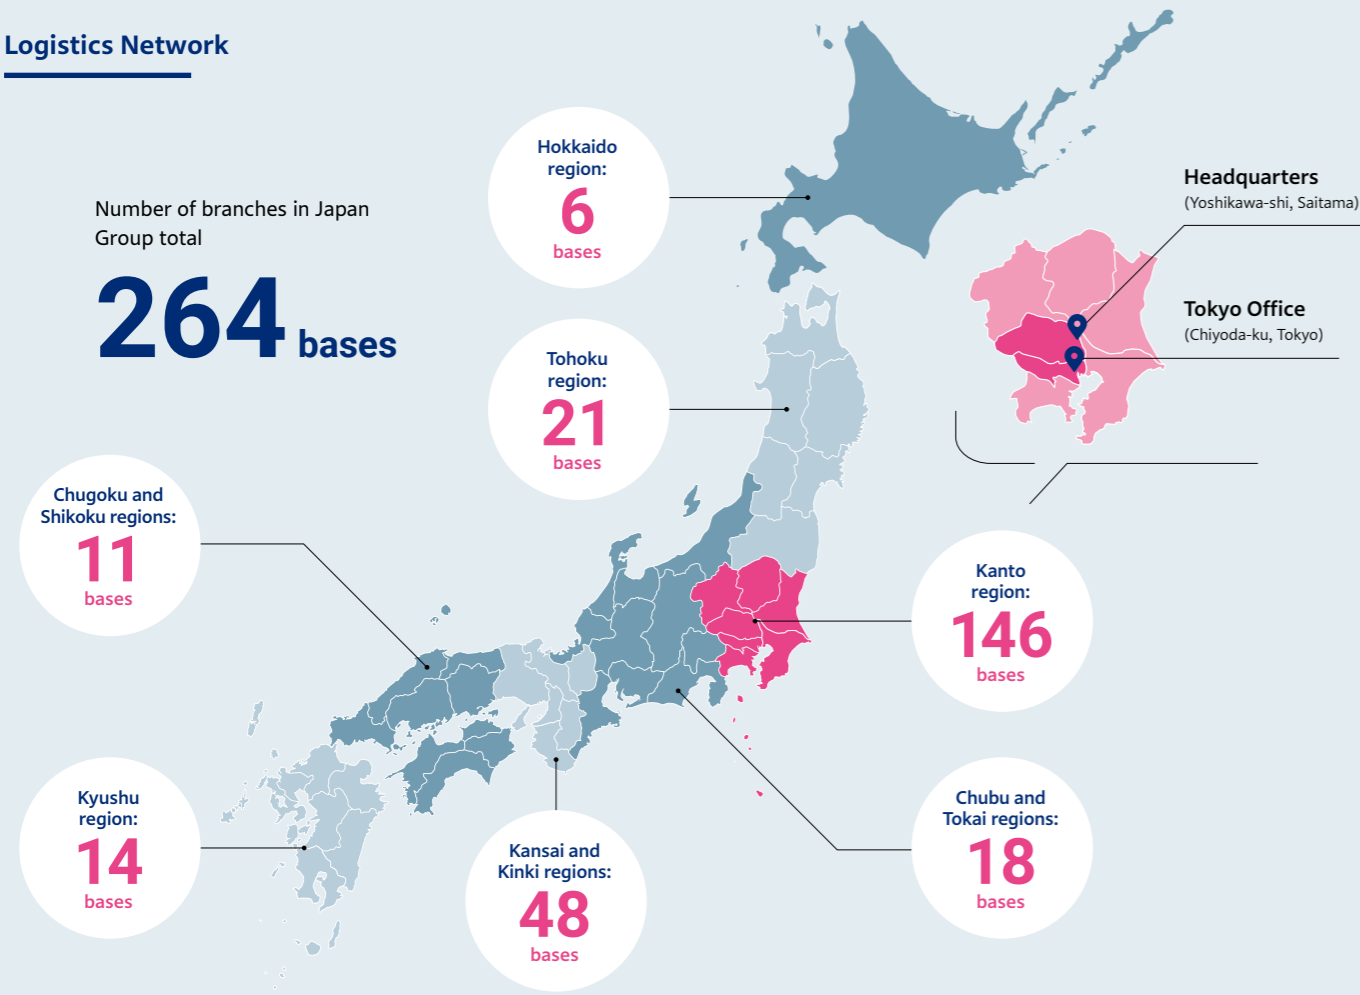 Logistics Network
Number of branches in Japan
Group total
264 bases
Hokkaido
region:
6
bases
Tohoku
region:
21
bases
Chugoku and
Shikoku regions:
11
bases
Kyushu
region:
14
bases
Kansai and
Kinki regions:
48
bases
Headquarters
(Yoshikawa-shi, Saitama)
Tokyo Office
(Chiyoda-ku, Tokyo)
Kanto
region:
146
bases
Chubu and
Tokai regions:
18
bases